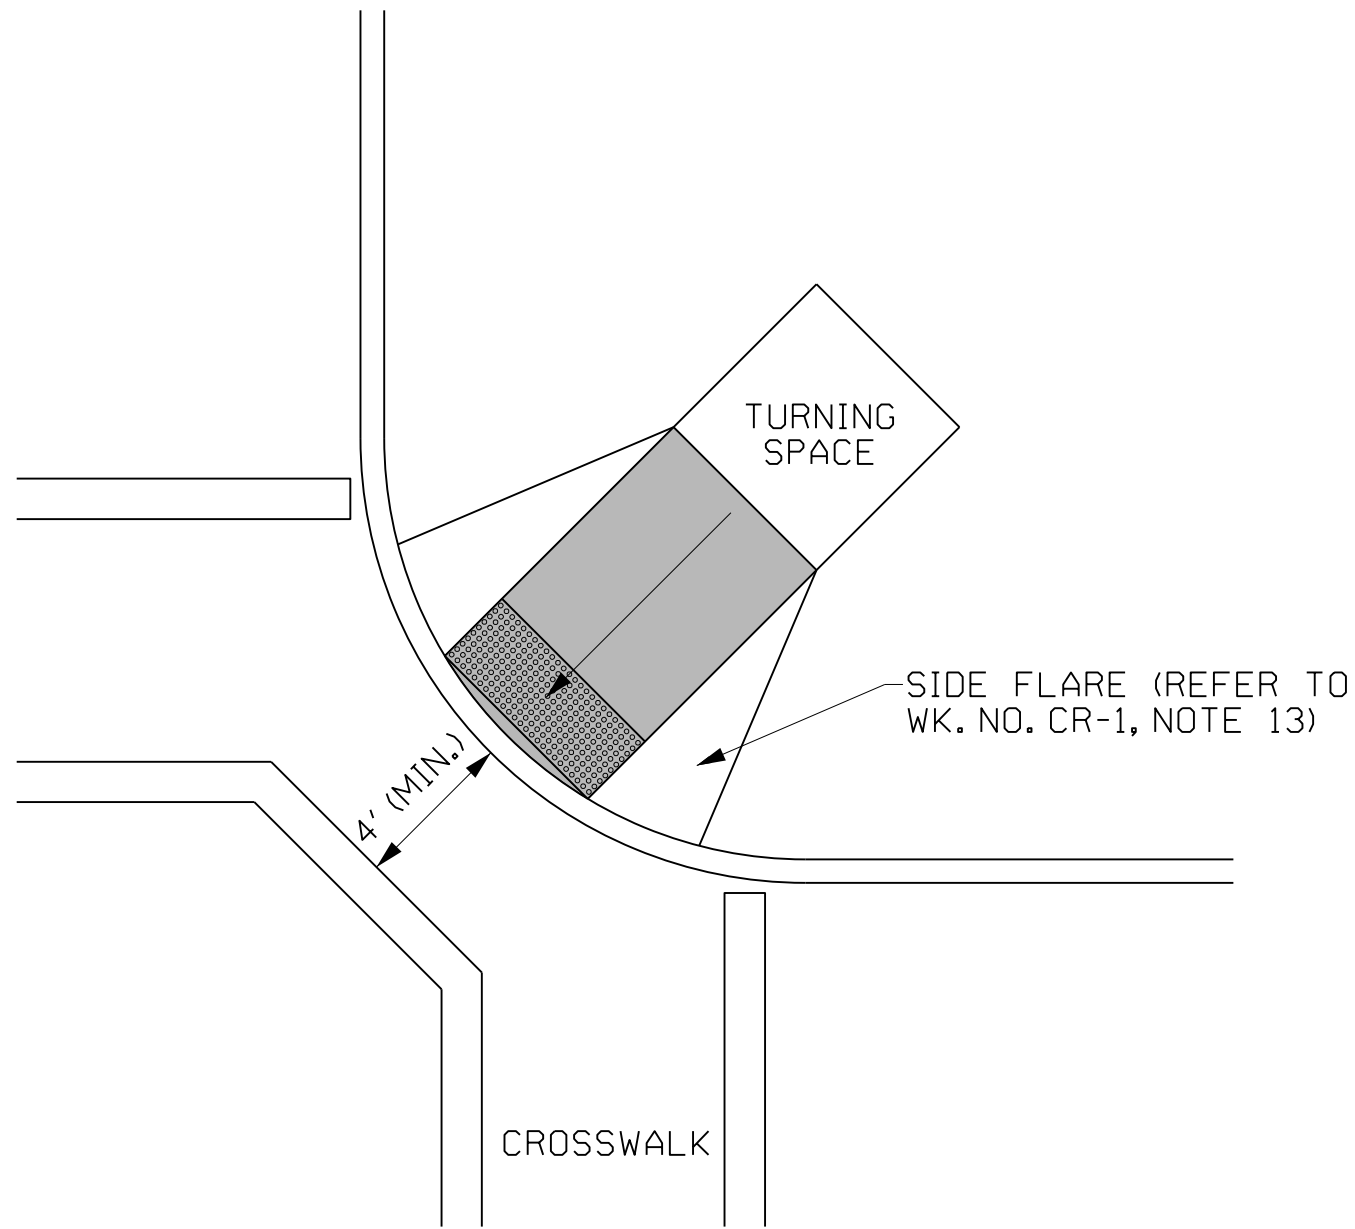 TURNING
SPACE
SIDE FLARE (REFER TO
WK. NO. CR-1, NOTE 13)
4' (MIN.)
CROSSWALK